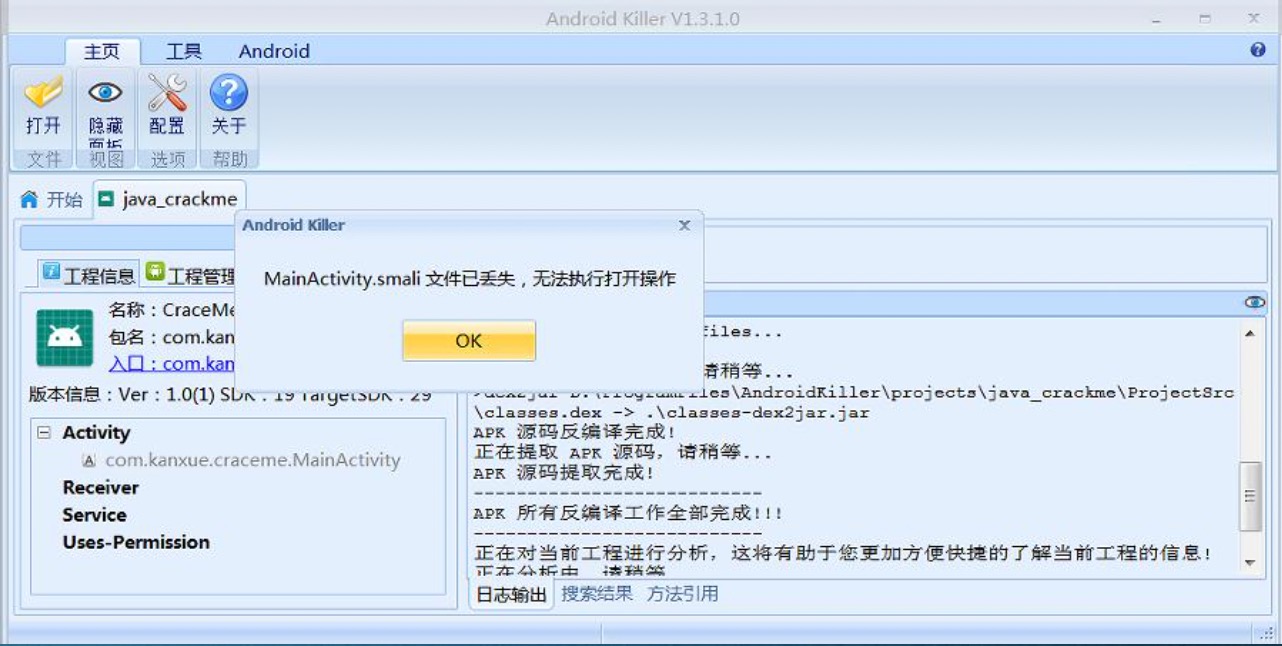 Android Killer V1.3.1.0
主页 工具 Android
打开 隐藏 配置 关于
面板
文件 视图 选项 帮助
开始 java_crackme
Android Killer
MainActivity.smali 文件已丢失，无法执行打开操作
OK
工程信息 工程管理
名称：CraceMe
包名：com.kan
入口：com.kan
版本信息：Ver：1.0(1) SDK：19 TargetSDK：29
Activity
com.kanxue.craceme.MainActivity
Receiver
Service
Uses-Permission
files...
请稍等...
>dex2jar D:\ProgramFiles\AndroidKiller\projects\java_crackme\ProjectSrc
\classes.dex -> .\classes-dex2jar.jar
APK 源码反编译完成!
正在提取 APK 源码，请稍等...
APK 源码提取完成!
---------------------------
APK 所有反编译工作全部完成!!!
---------------------------
正在对当前工程进行分析，这将有助于您更加方便快捷的了解当前工程的信息!
正在分析中，请稍等
日志输出 搜索结果 方法引用